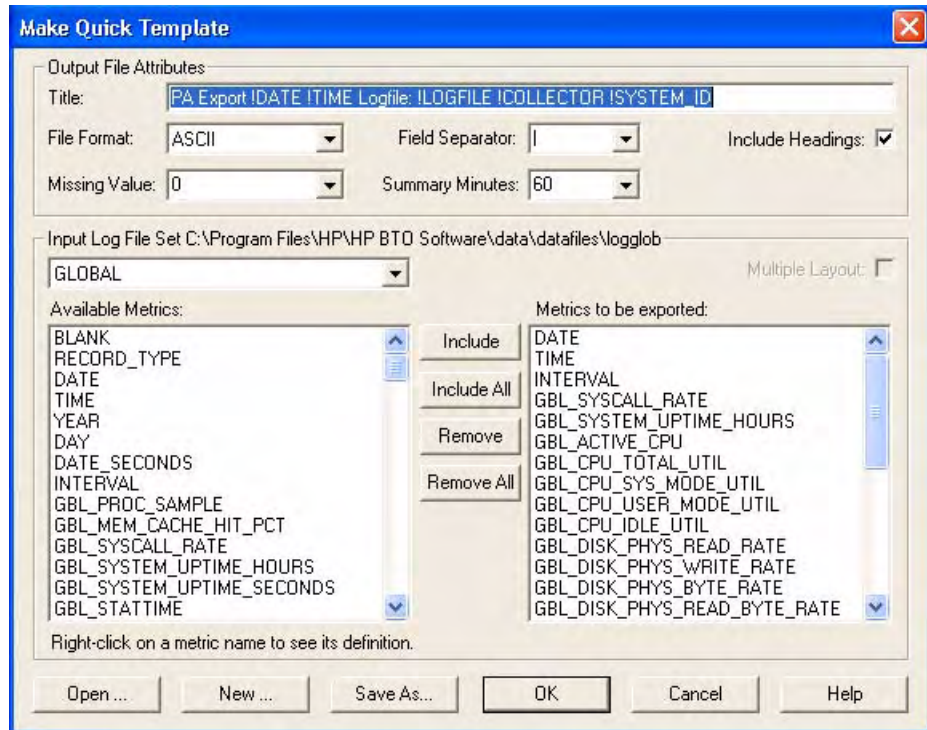 Make Quick Template
Output File Attributes
Title: PA Export !DATE !TIME Logfile: !LOGFILE !COLLECTOR !SYSTEM_ID
File Format: ASCII Field Separator: | Include Headings:
Missing Value: 0 Summary Minutes: 60
Input Log File Set C:\Program Files\HP\HP BTO Software\data\datafiles\logglob
GLOBAL Multiple Layout:
Available Metrics:
BLANK
RECORD_TYPE
DATE
TIME
YEAR
DAY
DATE_SECONDS
INTERVAL
GBL_PROC_SAMPLE
GBL_MEM_CACHE_HIT_PCT
GBL_SYSCALL_RATE
GBL_SYSTEM_UPTIME_HOURS
GBL_SYSTEM_UPTIME_SECONDS
GBL_STATTIME
Include
Include All
Remove
Remove All
Metrics to be exported:
DATE
TIME
INTERVAL
GBL_SYSCALL_RATE
GBL_SYSTEM_UPTIME_HOURS
GBL_ACTIVE_CPU
GBL_CPU_TOTAL_UTIL
GBL_CPU_SYS_MODE_UTIL
GBL_CPU_USER_MODE_UTIL
GBL_CPU_IDLE_UTIL
GBL_DISK_PHYS_READ_RATE
GBL_DISK_PHYS_WRITE_RATE
GBL_DISK_PHYS_BYTE_RATE
GBL_DISK_PHYS_READ_BYTE_RATE
Right-click on a metric name to see its definition.
Open ... New ... Save As... OK Cancel Help